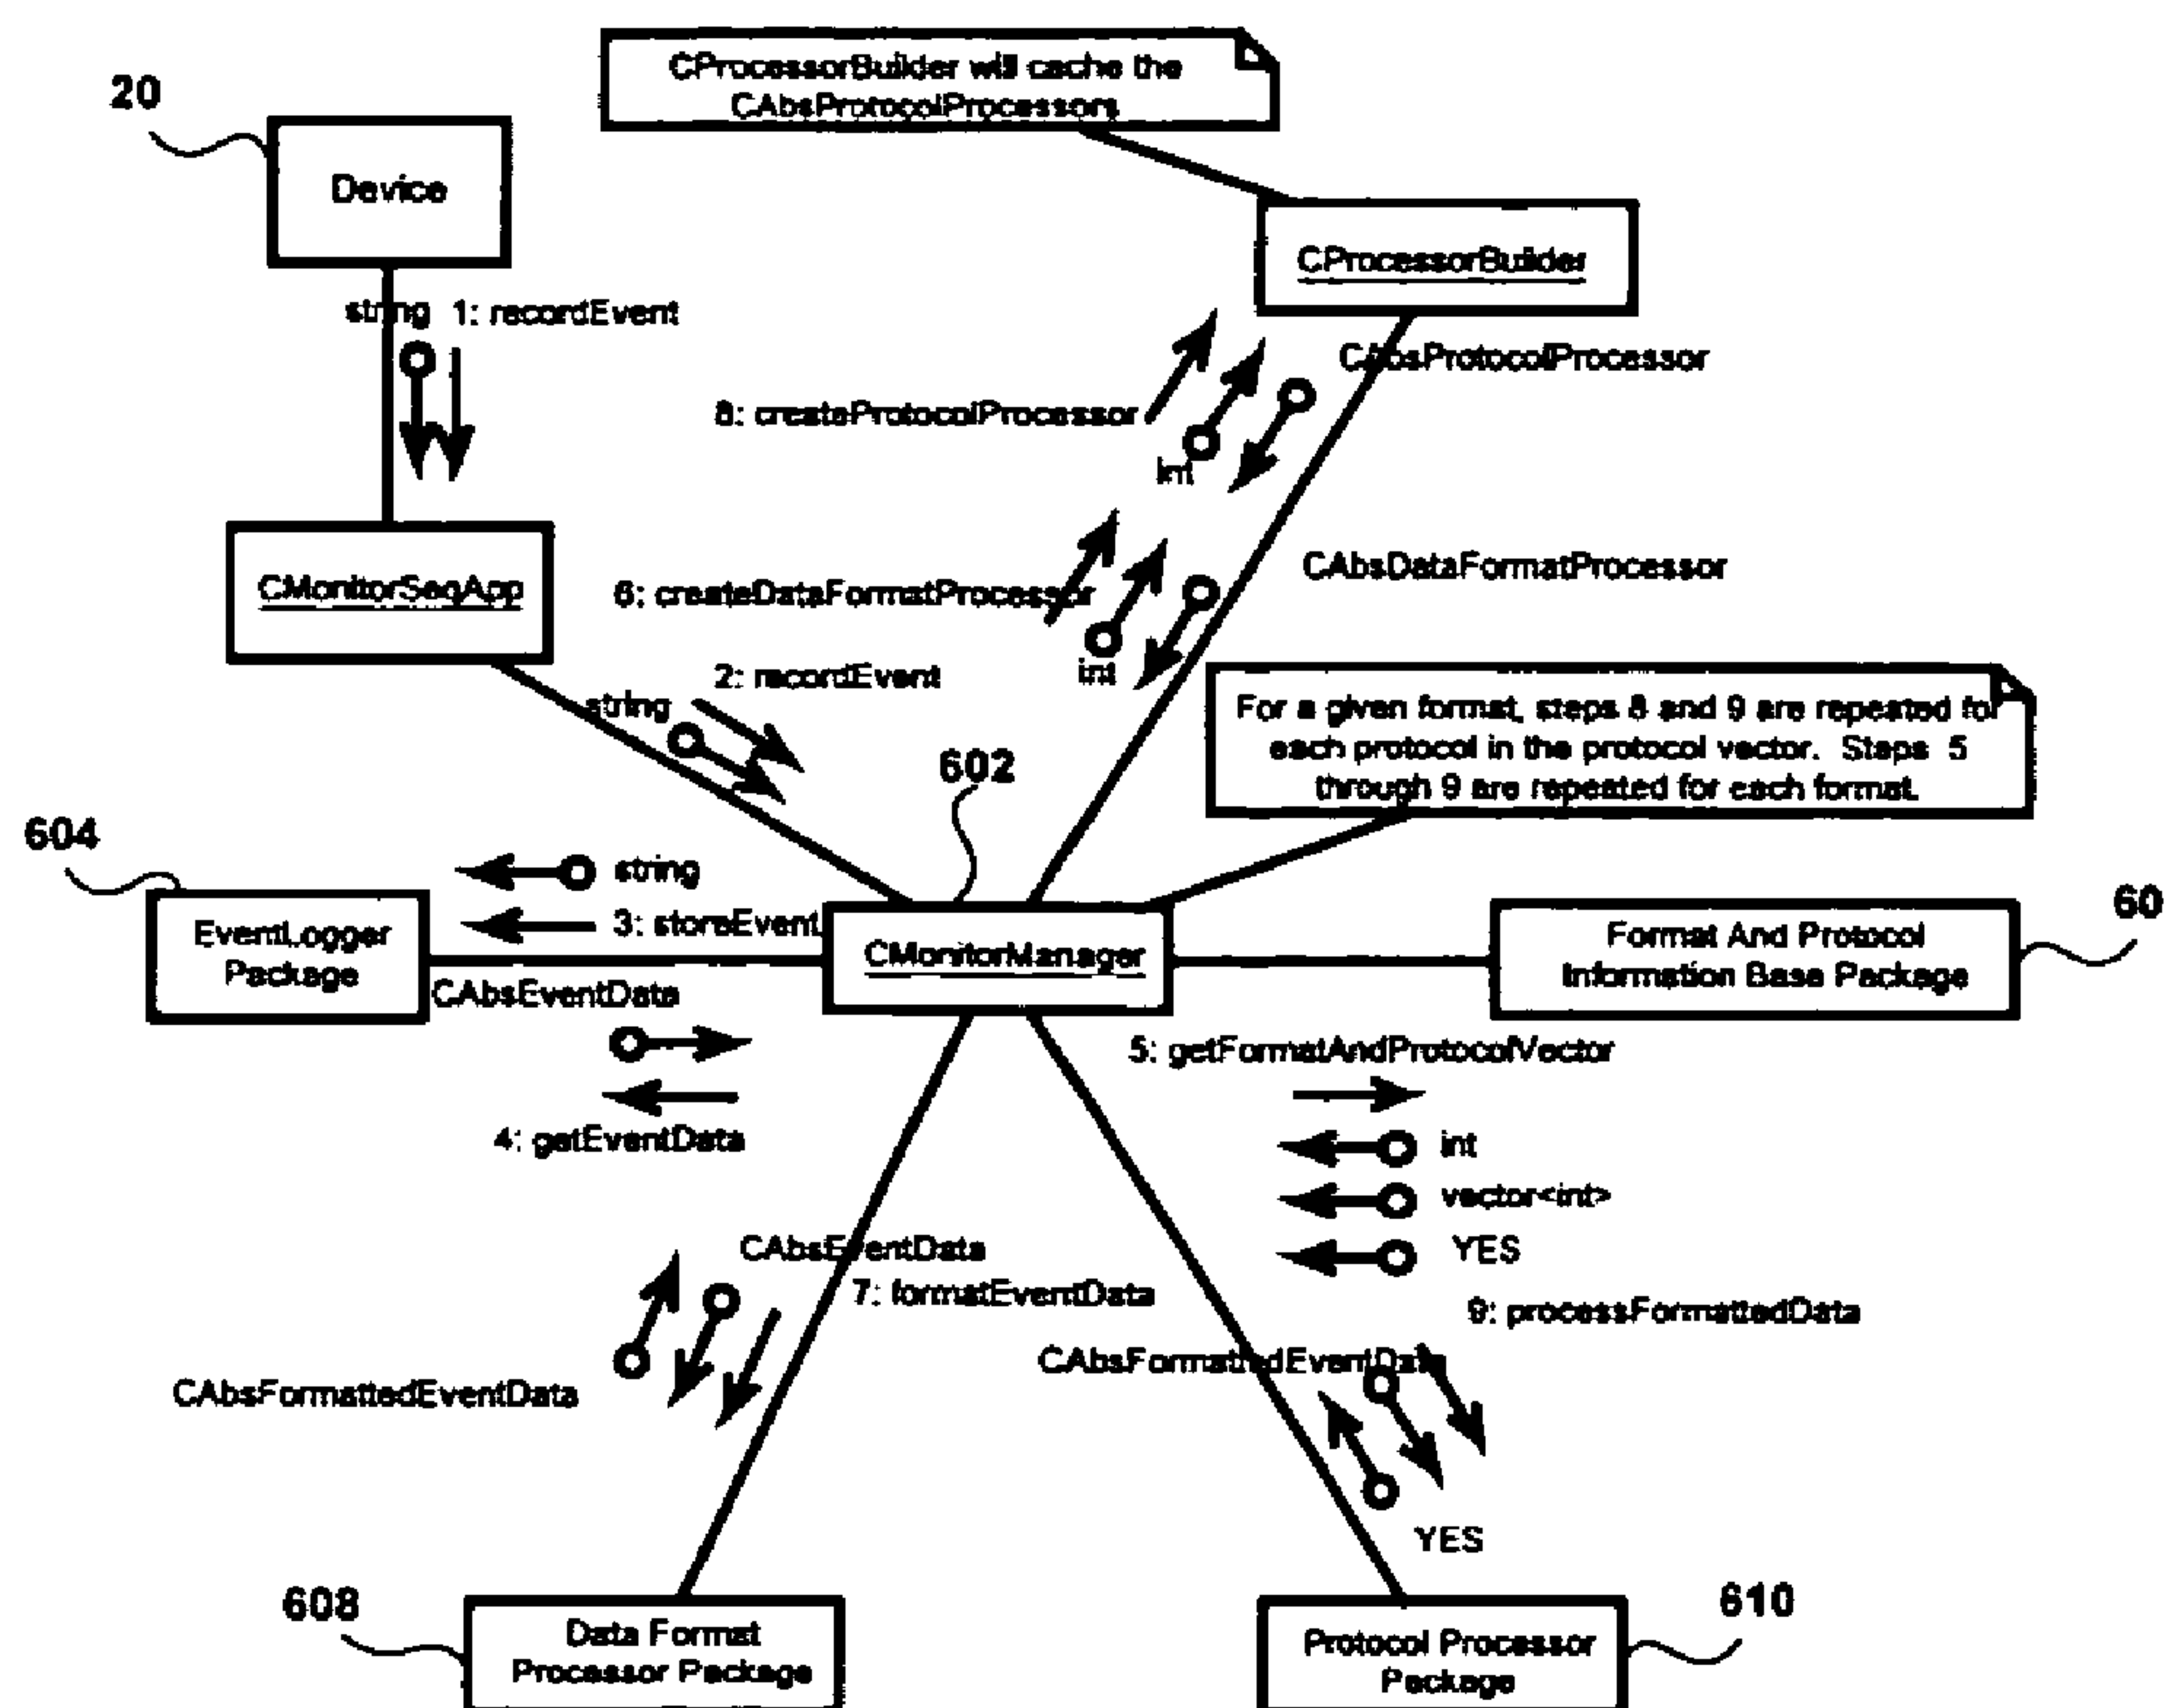 CProcessorBuilder will cache the
CAbsProtocolProcessors
20
Device
CProcessorBuilder
string
1: recordEvent
CAbsProtocolProcessor
8: createProtocolProcessor
int
CMonitorSeqApp
6: createDataFormatProcessor
CAbsDataFormatProcessor
int
2: recordEvent
string
For a given format, steps 8 and 9 are repeated for
each protocol in the protocol vector. Steps 5
through 9 are repeated for each format.
602
604
string
3: storeEvent
EventLogger
Package
CMonitorManager
Format And Protocol
Information Base Package
60
CAbsEventData
4: getEventData
5: getFormatAndProtocolVector
int
vector<int>
YES
CAbsEventData
7: formatEventData
9: processFormattedData
CAbsFormattedEventData
CAbsFormattedEventData
YES
608
Data Format
Processor Package
610
Protocol Processor
Package